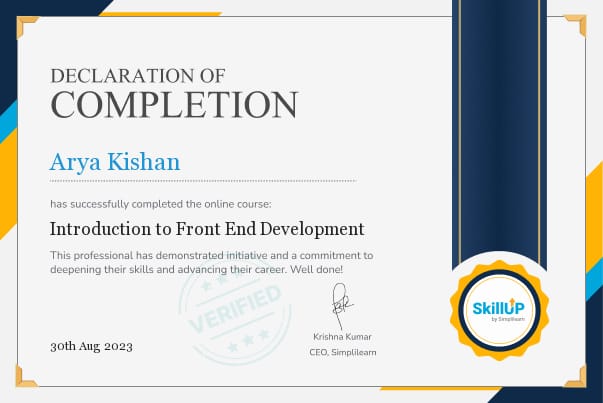 DECLARATION OF
COMPLETION
Arya Kishan
has successfully completed the online course:
Introduction to Front End Development
This professional has demonstrated initiative and a commitment to
deepening their skills and advancing their career. Well done!
VERIFIED
Krishna Kumar
CEO, Simplilearn
30th Aug 2023
SkillUP
by Simplilearn